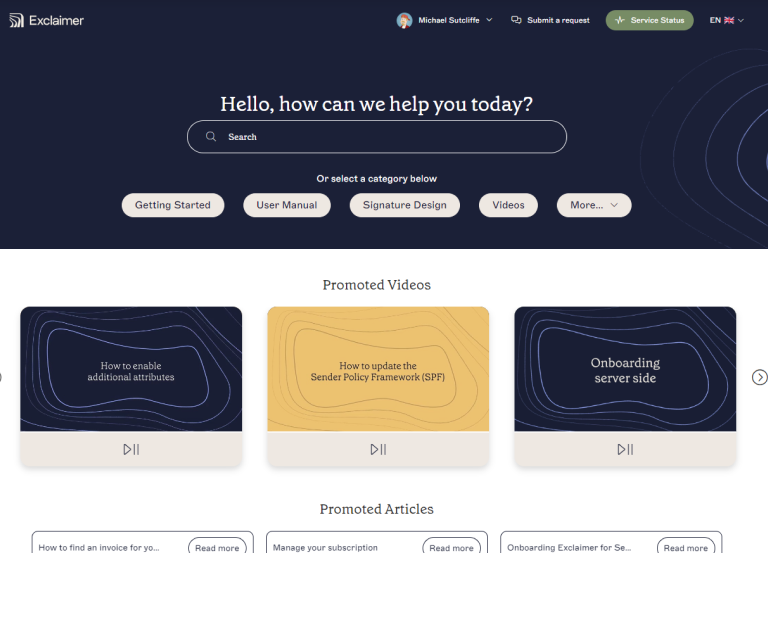 Exclaimer
Michael Sutcliffe
Submit a request
Service Status
EN
Hello, how can we help you today?
Search
Or select a category below
Getting Started
User Manual
Signature Design
Videos
More...
Promoted Videos
How to enable
additional attributes
How to update the
Sender Policy Framework (SPF)
Onboarding
server side
Promoted Articles
How to find an invoice for yo...
Read more
Manage your subscription
Read more
Onboarding Exclaimer for Se...
Read more